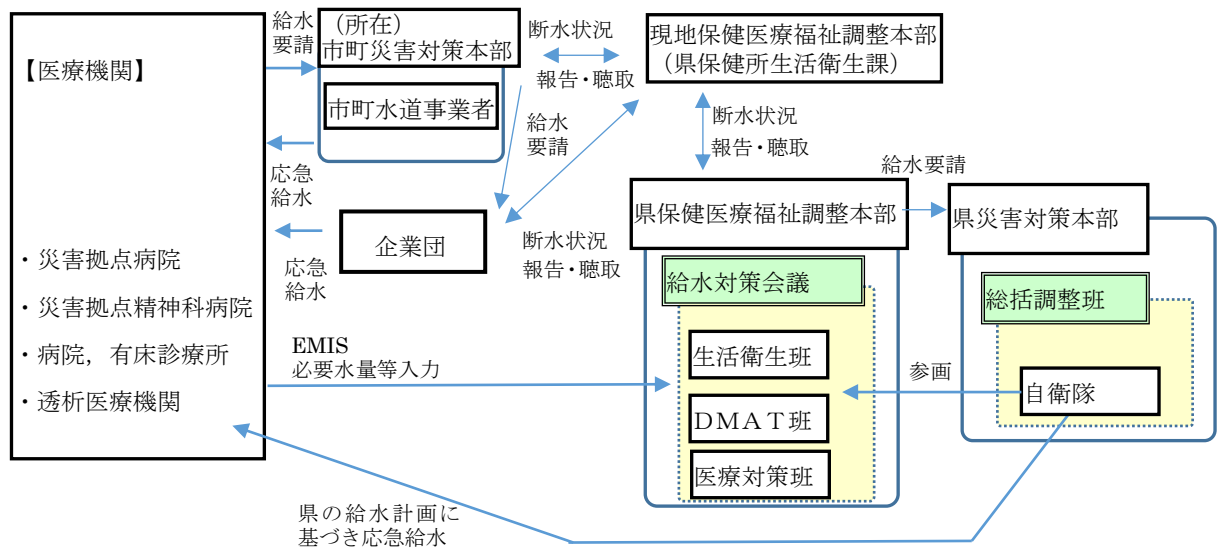 【医療機関】
・災害拠点病院
・災害拠点精神科病院
・病院，有床診療所
・透析医療機関
給水
要請
（所在）
市町災害対策本部
市町水道事業者
応急
給水
企業団
応急
給水
断水状況
報告・聴取
給水
要請
断水状況
報告・聴取
現地保健医療福祉調整本部
（県保健所生活衛生課）
断水状況
報告・聴取
県保健医療福祉調整本部
給水要請
県災害対策本部
給水対策会議
生活衛生班
ＤＭＡＴ班
医療対策班
総括調整班
自衛隊
参画
EMIS
必要水量等入力
県の給水計画に
基づき応急給水